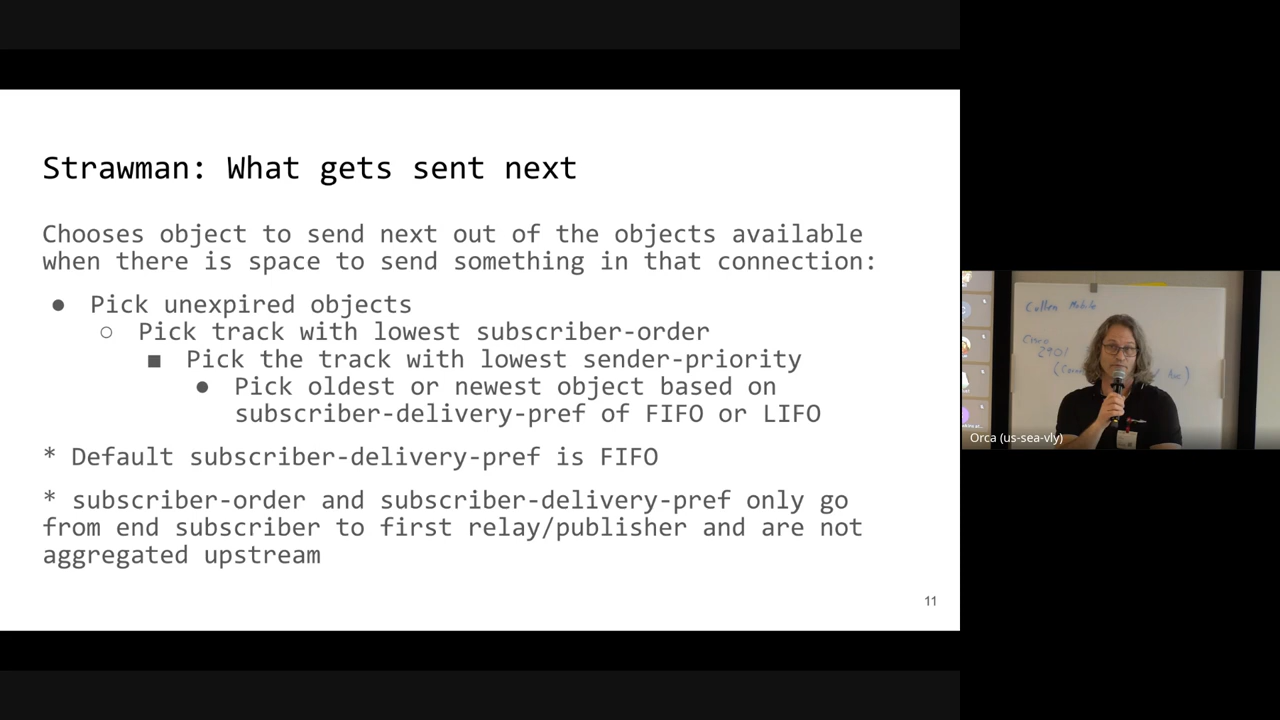 Strawman: What gets sent next
Chooses object to send next out of the objects available
when there is space to send something in that connection:
● Pick unexpired objects
○ Pick track with lowest subscriber-order
■ Pick the track with lowest sender-priority
● Pick oldest or newest object based on
subscriber-delivery-pref of FIFO or LIFO
* Default subscriber-delivery-pref is FIFO
* subscriber-order and subscriber-delivery-pref only go
from end subscriber to first relay/publisher and are not
aggregated upstream
11
Cullen Mobile
Cisco
2901
Orca (us-sea-vly)